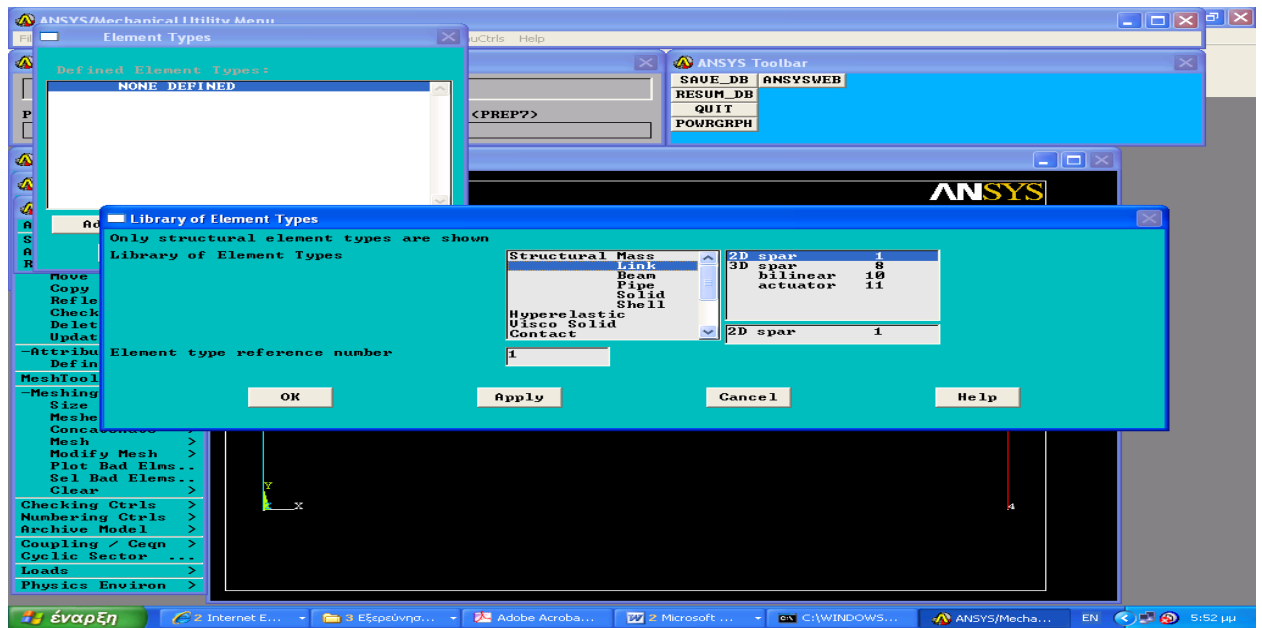 ANSYS/Mechanical Utility Menu
Element Types
uCtrls Help
Defined Element Types:
NONE DEFINED
<PREP7>
ANSYS Toolbar
SAVE_DB ANSYSWEB
RESUM_DB
QUIT
POWRGRPH
ANSYS
Library of Element Types
Only structural element types are shown
Library of Element Types
Structural Mass
Link
Beam
Pipe
Solid
Shell
Hyperelastic
Visco Solid
Contact
2D spar 1
3D spar 8
bilinear 10
actuator 11
2D spar 1
Element type reference number
1
OK Apply Cancel Help
Move
Copy
Refle
Check
Delet
Updat
-Attribu
Defin
MeshTool
-Meshing
Size
Meshe
Mesh >
Modify Mesh >
Plot Bad Elms..
Sel Bad Elems..
Clear >
Checking Ctrls >
Numbering Ctrls >
Archive Model >
Coupling / Ceqn >
Cyclic Sector ...
Loads >
Physics Environ >
Y
X
4
έναρξη
2 Internet E...
3 Εξερεύνησ...
Adobe Acroba...
2 Microsoft ...
C:\WINDOWS...
ANSYS/Mecha...
EN
5:52 μμ